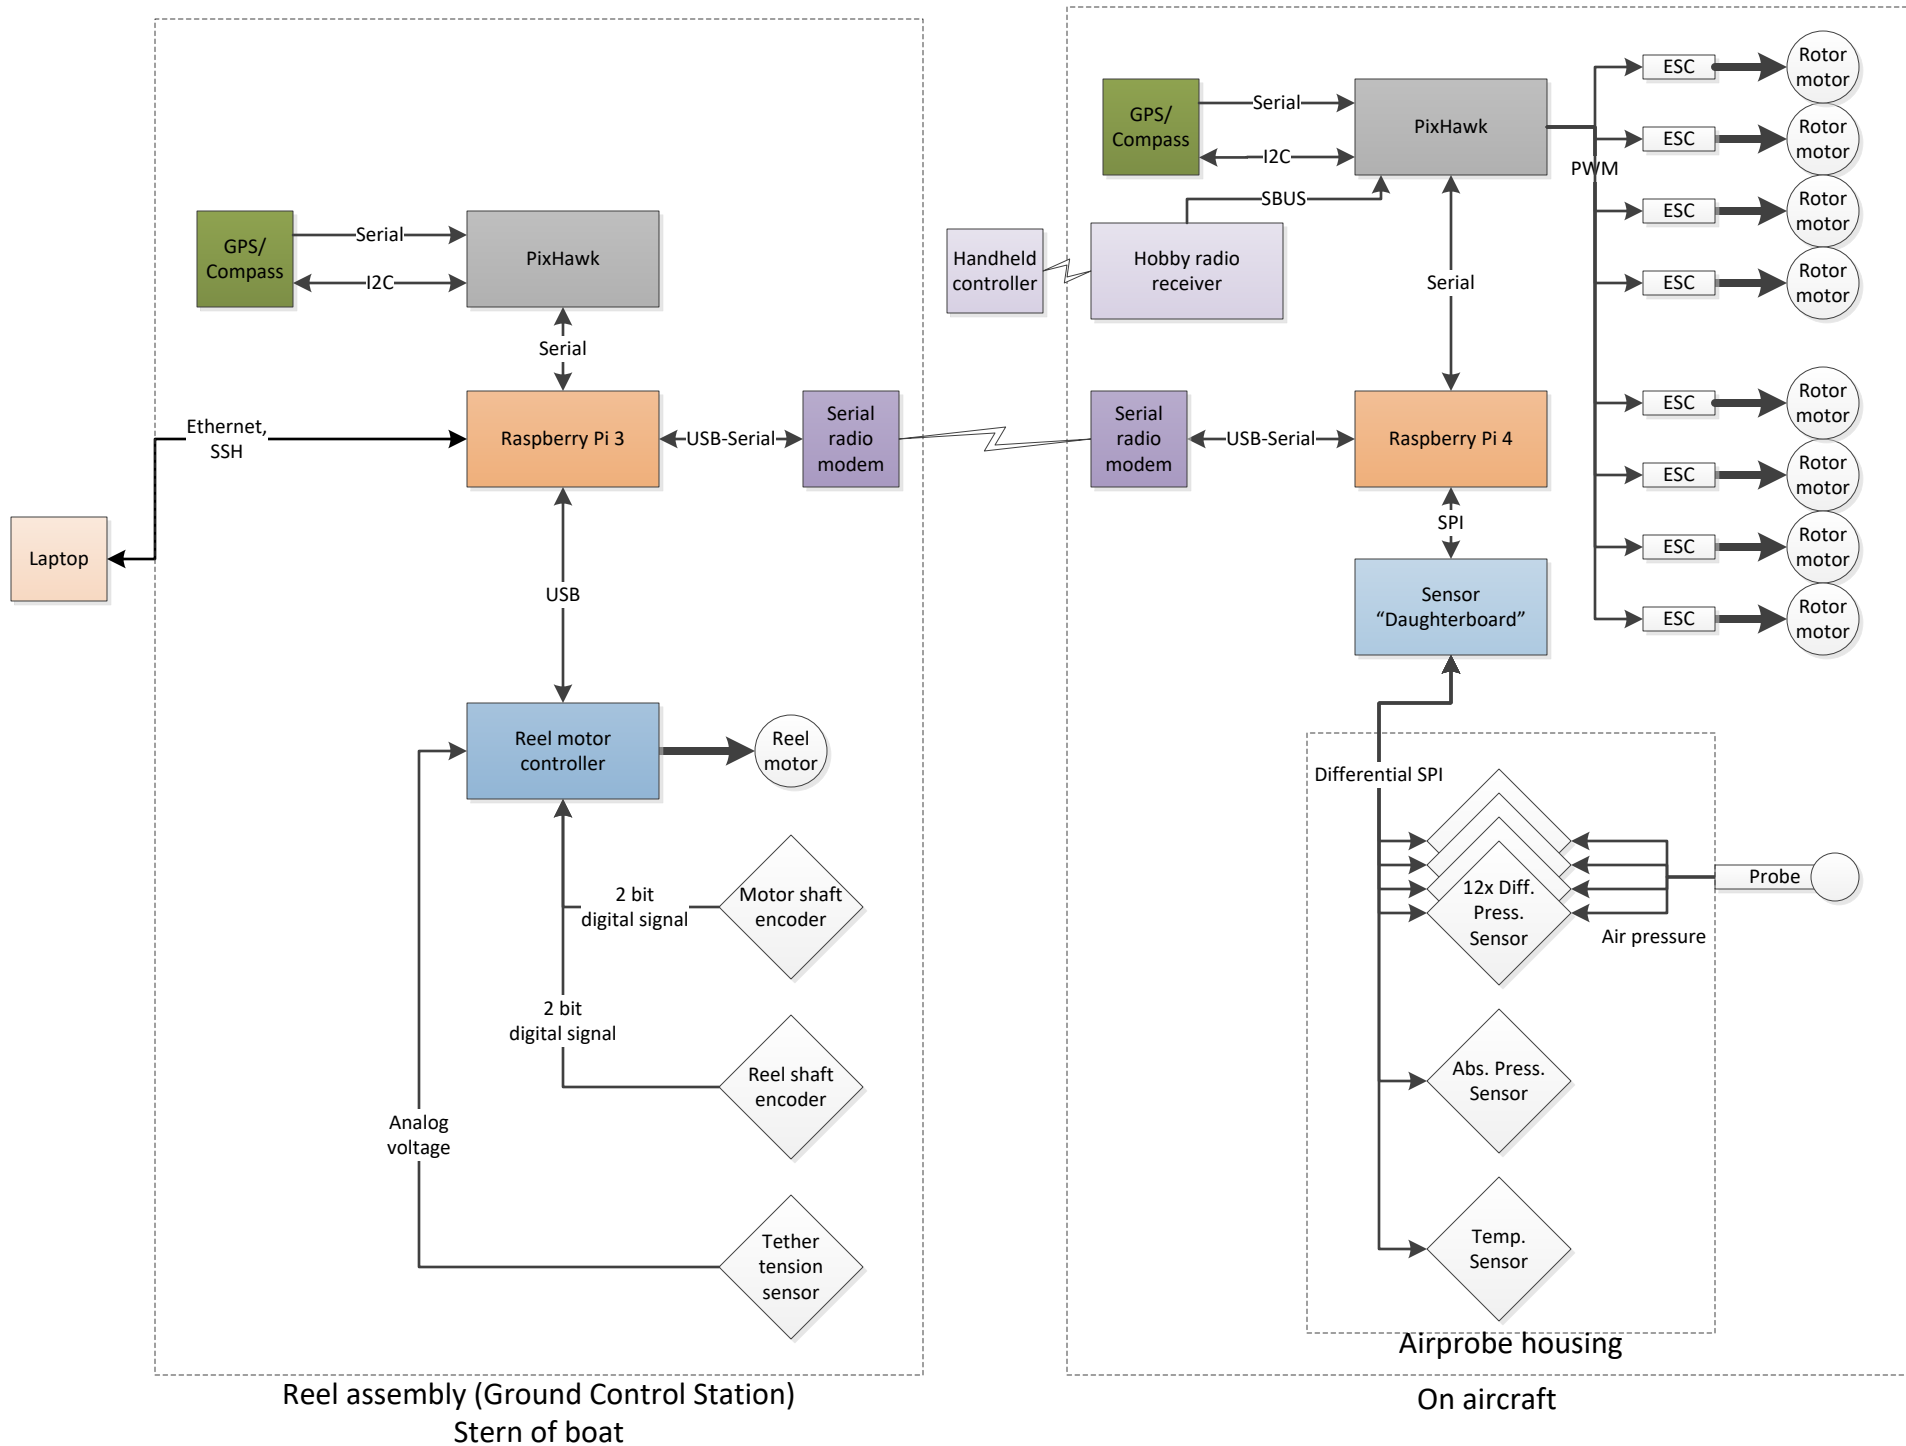 GPS/
Compass
Serial
I2C
PixHawk
Serial
Ethernet,
SSH
Raspberry Pi 3
USB-Serial
Serial
radio
modem
Laptop
USB
Reel motor
controller
Reel
motor
2 bit
digital signal
Motor shaft
encoder
2 bit
digital signal
Reel shaft
encoder
Analog
voltage
Tether
tension
sensor
Reel assembly (Ground Control Station)
Stern of boat
GPS/
Compass
Serial
I2C
PixHawk
SBUS
Handheld
controller
Hobby radio
receiver
Serial
PWM
ESC
Rotor
motor
ESC
Rotor
motor
ESC
Rotor
motor
ESC
Rotor
motor
ESC
Rotor
motor
ESC
Rotor
motor
ESC
Rotor
motor
ESC
Rotor
motor
Serial
radio
modem
USB-Serial
Raspberry Pi 4
SPI
Sensor
“Daughterboard”
Differential SPI
12x Diff.
Press.
Sensor
Probe
Air pressure
Abs. Press.
Sensor
Temp.
Sensor
Airprobe housing
On aircraft